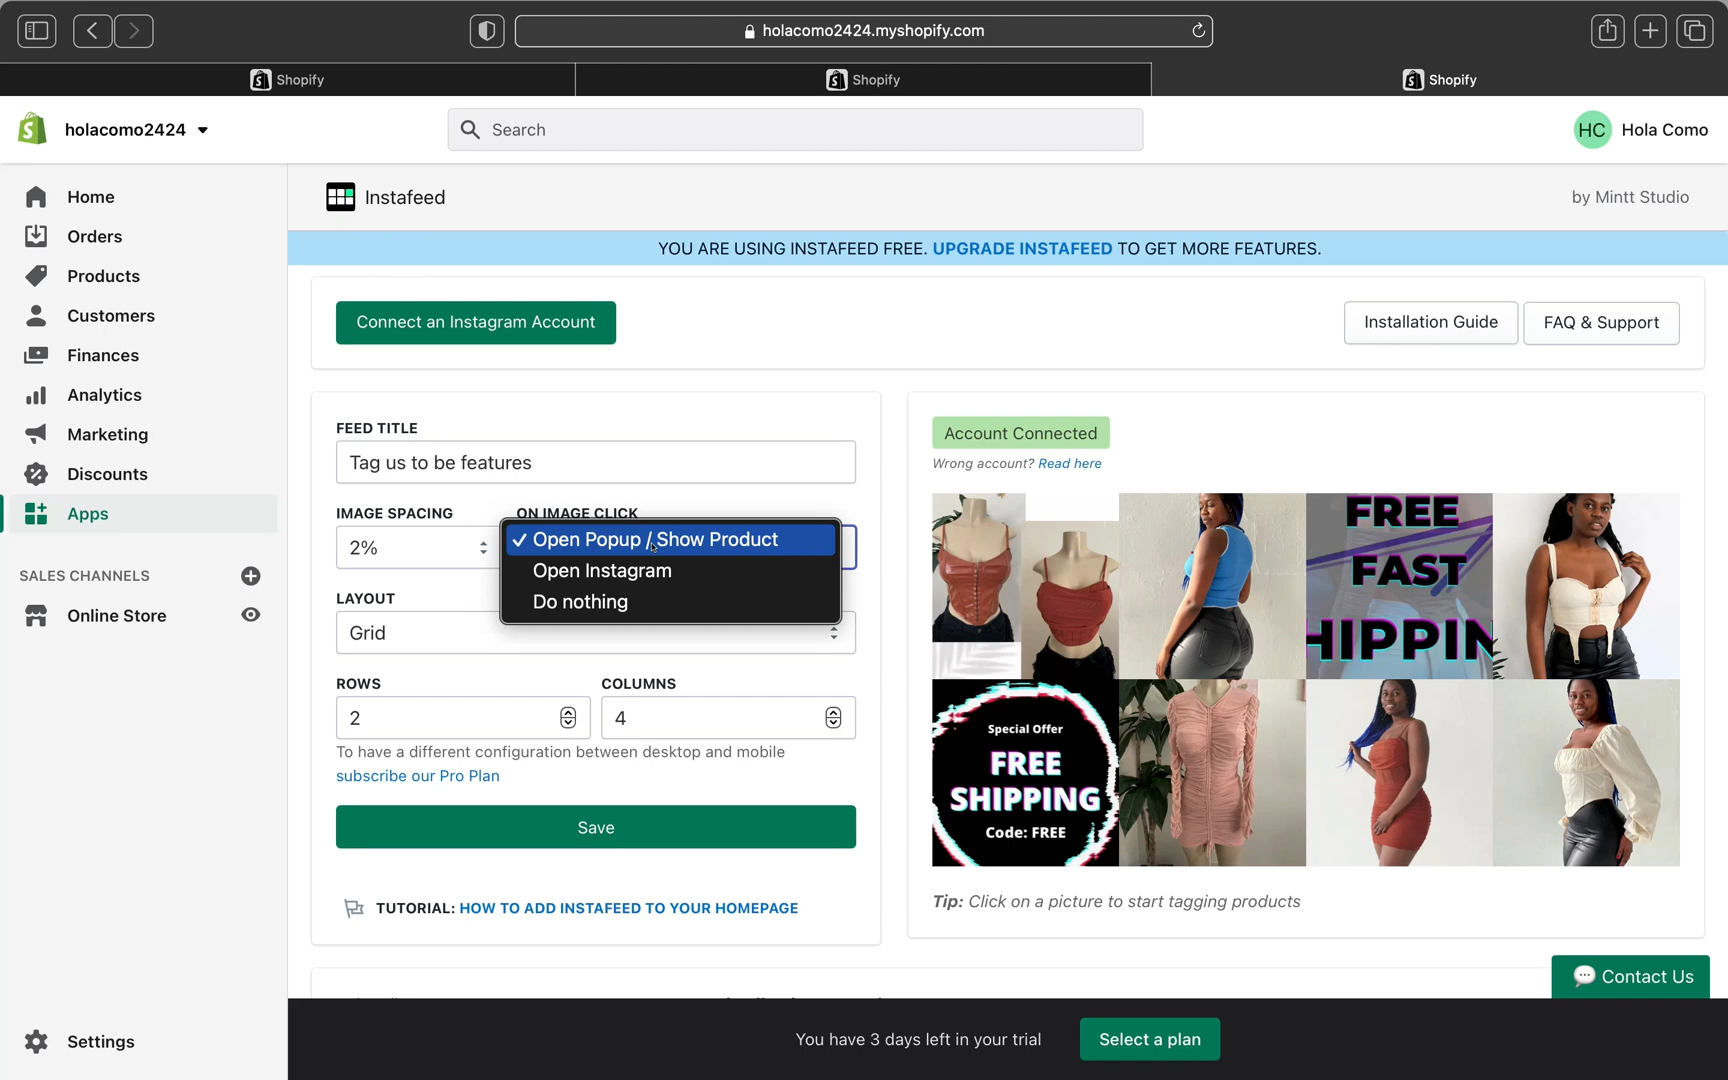 holacomo2424.myshopify.com
Shopify
Shopify
Shopify
holacomo2424
Search
HC Hola Como
Home
Orders
Products
Customers
Finances
Analytics
Marketing
Discounts
Apps
SALES CHANNELS
Online Store
Settings
Instafeed
by Mintt Studio
YOU ARE USING INSTAFEED FREE. UPGRADE INSTAFEED TO GET MORE FEATURES.
Connect an Instagram Account
Installation Guide
FAQ & Support
FEED TITLE
Tag us to be features
IMAGE SPACING
2%
ON IMAGE CLICK
Open Popup / Show Product
Open Instagram
Do nothing
LAYOUT
Grid
ROWS
2
COLUMNS
4
To have a different configuration between desktop and mobile
subscribe our Pro Plan
Save
TUTORIAL: HOW TO ADD INSTAFEED TO YOUR HOMEPAGE
Account Connected
Wrong account? Read here
FREE
FAST
HIPPIN
Special Offer
FREE
SHIPPING
Code: FREE
Tip: Click on a picture to start tagging products
Contact Us
You have 3 days left in your trial
Select a plan